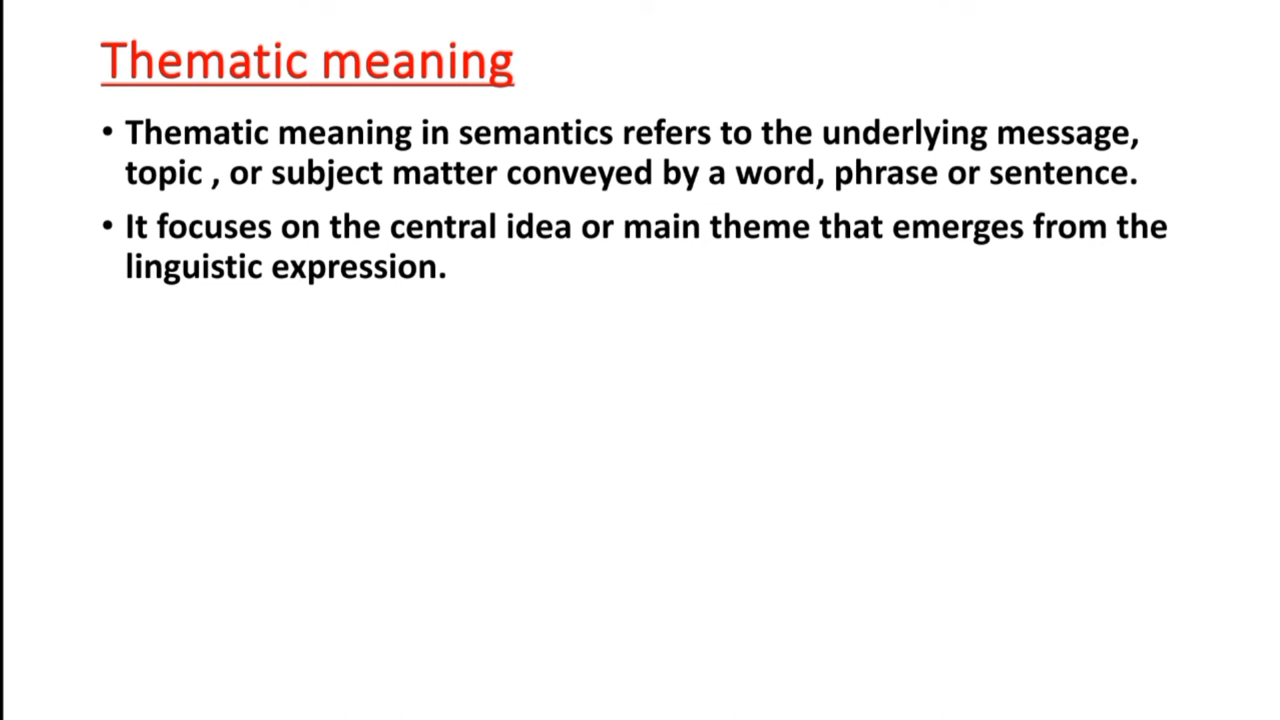 Thematic meaning
• Thematic meaning in semantics refers to the underlying message,
topic , or subject matter conveyed by a word, phrase or sentence.
• It focuses on the central idea or main theme that emerges from the
linguistic expression.